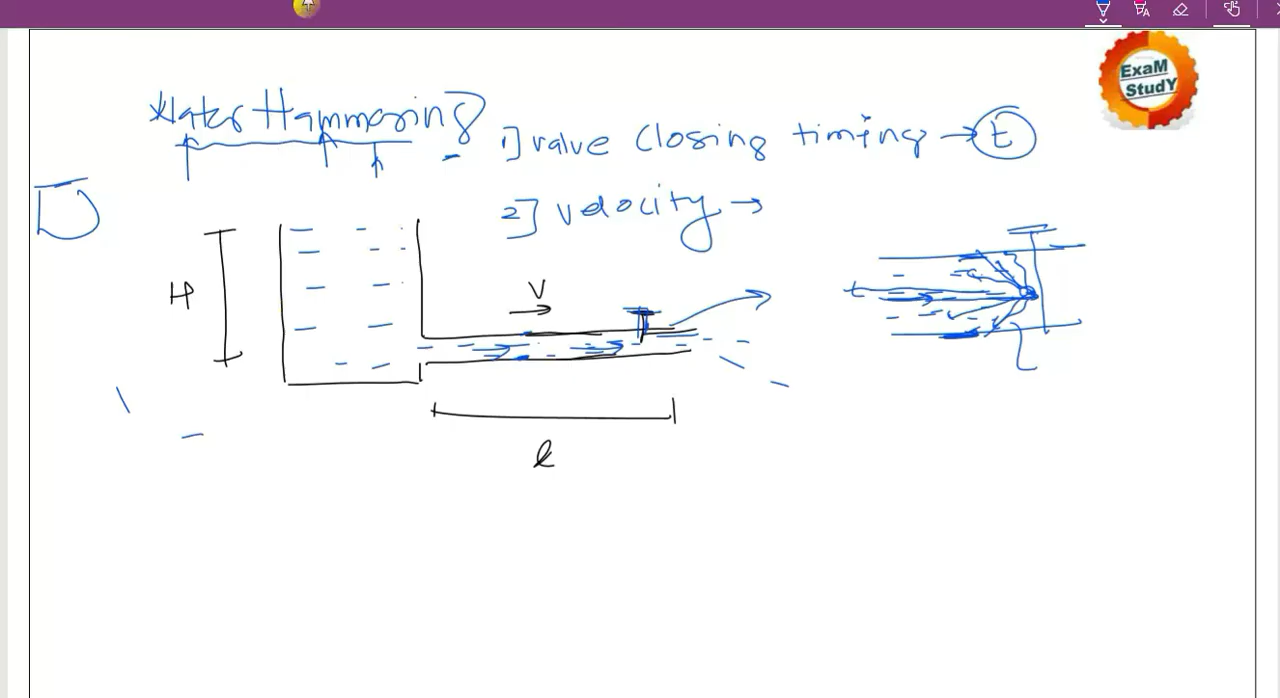 Water Hammering
1] valve closing timing → t
2] velocity →
ExaM
StudY
H
V
l